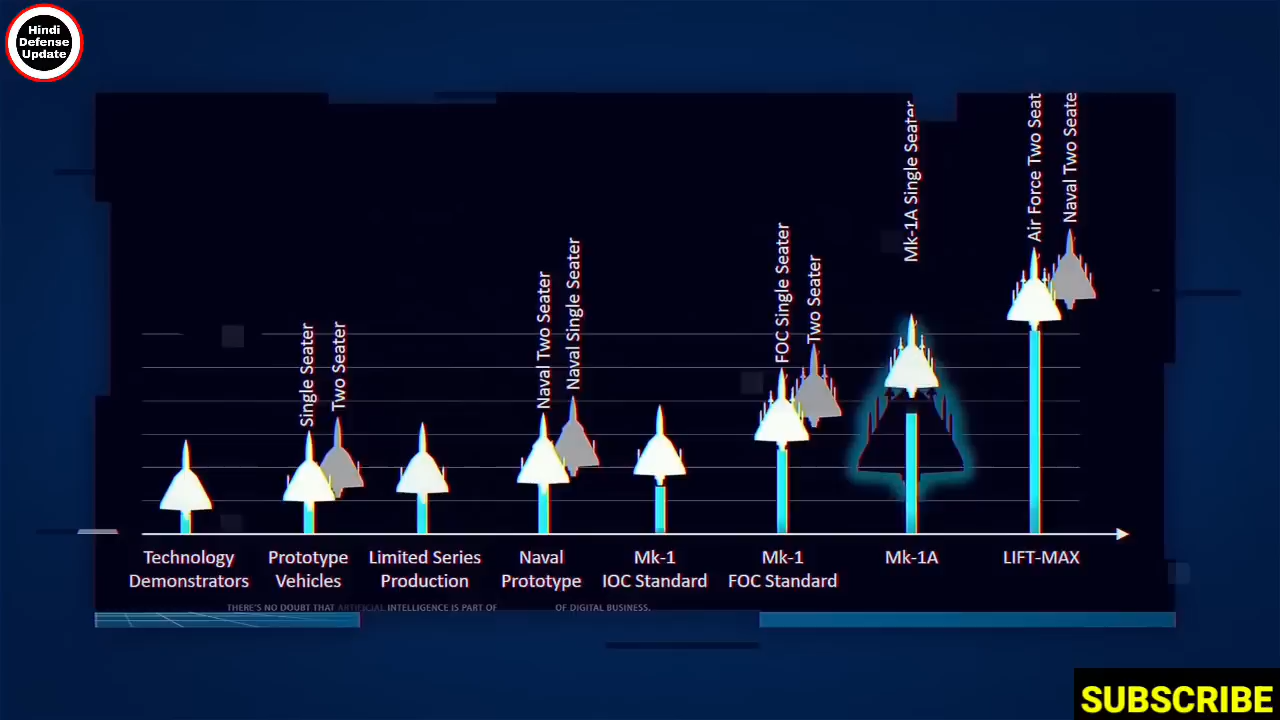 Hindi
Defense
Update
Single Seater
Two Seater
Naval Two Seater
Naval Single Seater
FOC Single Seater
Two Seater
Mk-1A Single Seater
Air Force Two Seat
Naval Two Seate
Technology
Demonstrators
Prototype
Vehicles
Limited Series
Production
Naval
Prototype
Mk-1
IOC Standard
Mk-1
FOC Standard
Mk-1A
LIFT-MAX
THERE'S NO DOUBT THAT ARTIFICIAL INTELLIGENCE IS PART OF OF DIGITAL BUSINESS.
SUBSCRIBE